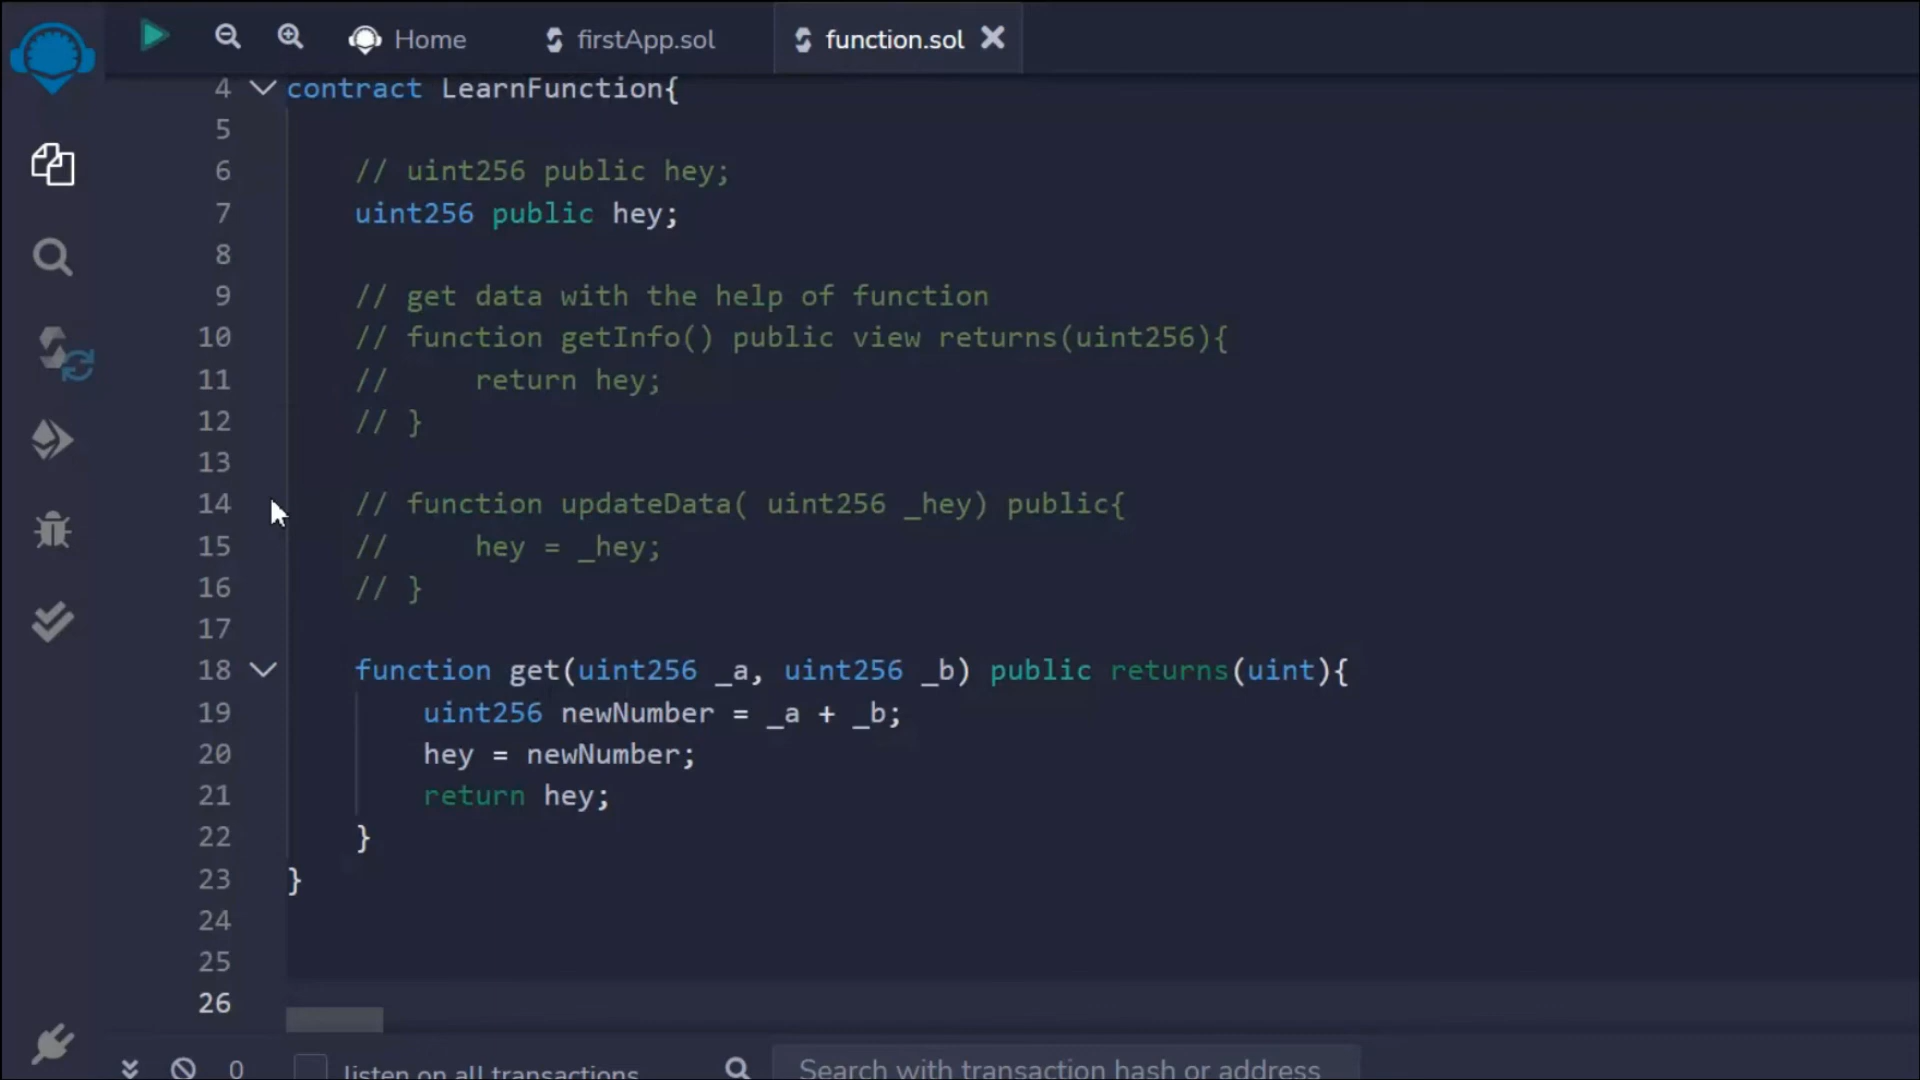 Home firstApp.sol function.sol
4 contract LearnFunction{
5
6 // uint256 public hey;
7 uint256 public hey;
8
9 // get data with the help of function
10 // function getInfo() public view returns(uint256){
11 //     return hey;
12 // }
13
14 // function updateData( uint256 _hey) public{
15 //     hey = _hey;
16 // }
17
18 function get(uint256 _a, uint256 _b) public returns(uint){
19 uint256 newNumber = _a + _b;
20 hey = newNumber;
21 return hey;
22 }
23 }
24
25
26
0 listen on all transactions Search with transaction hash or address